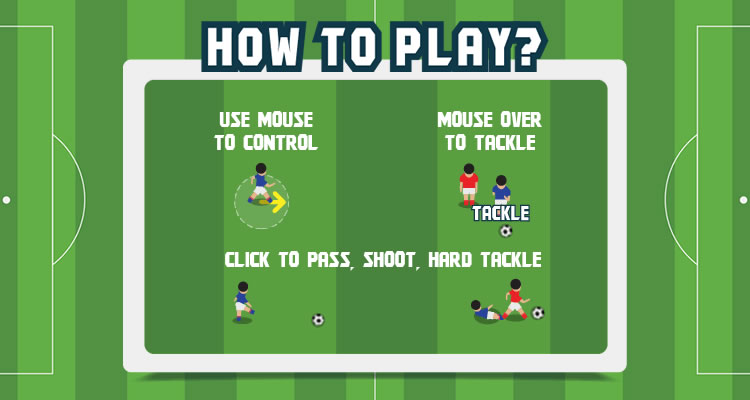 HOW TO PLAY?
USE MOUSE
TO CONTROL
MOUSE OVER
TO TACKLE
TACKLE
CLICK TO PASS, SHOOT, HARD TACKLE